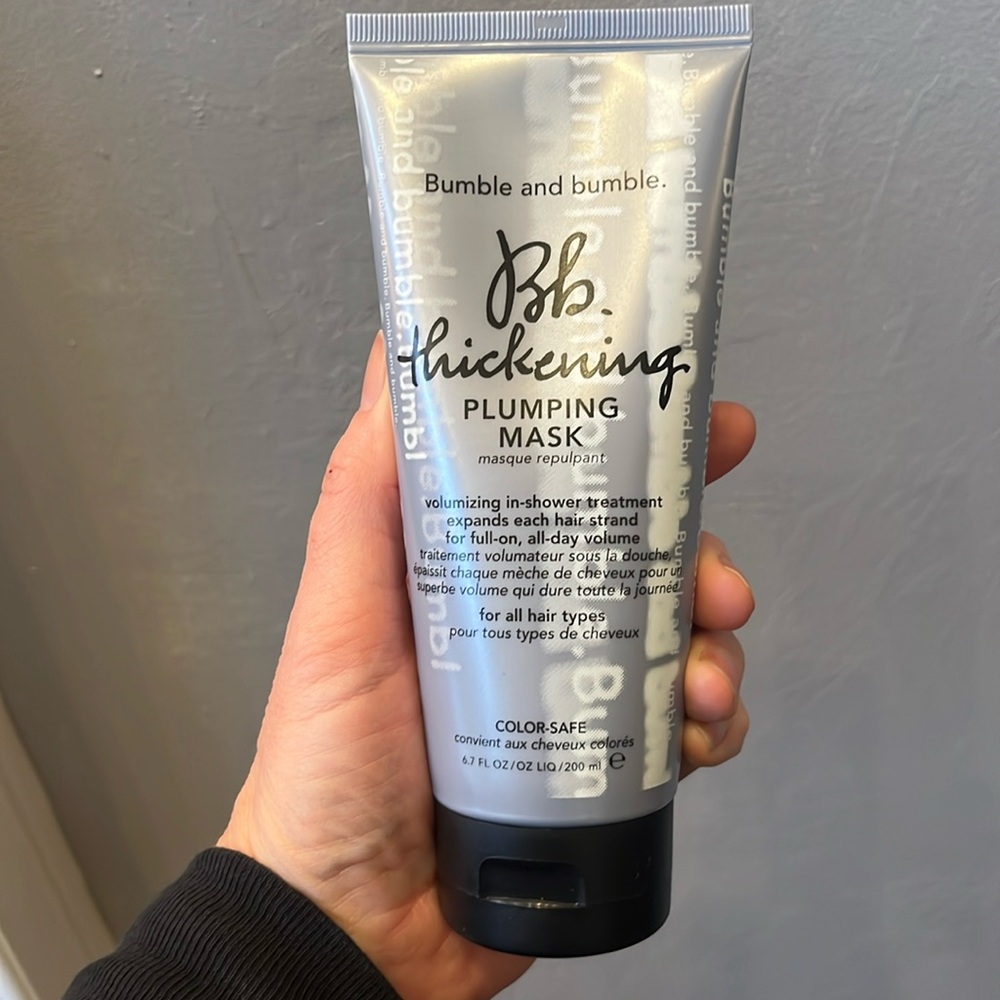 Bumble and bumble.
Bb.
thickening
PLUMPING
MASK
masque repulpant
volumizing in-shower treatment
expands each hair strand
for full-on, all-day volume
traitement volumateur sous la douche,
épaissit chaque mèche de cheveux pour un
superbe volume qui dure toute la journée
for all hair types
pour tous types de cheveux
COLOR-SAFE
convient aux cheveux colorés
6.7 FL OZ/OZ LIQ/200 ml e